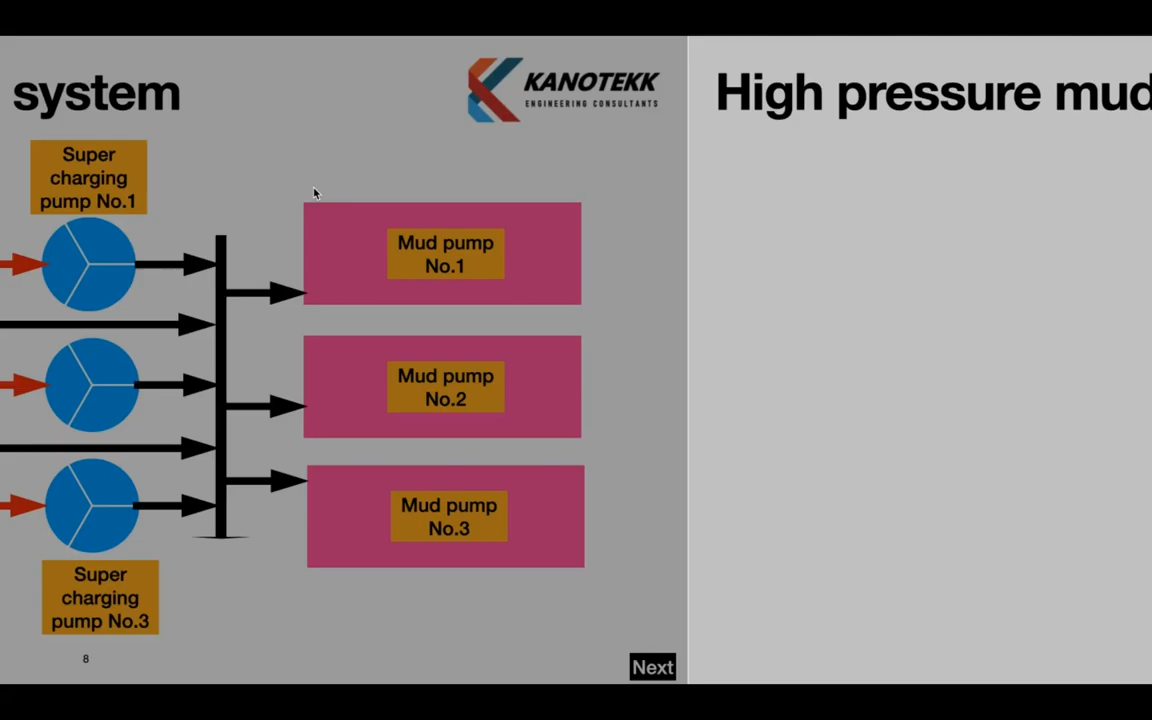 system
KANOTEKK
ENGINEERING CONSULTANTS
High pressure mud
Super
charging
pump No.1
Mud pump
No.1
Mud pump
No.2
Mud pump
No.3
Super
charging
pump No.3
8
Next